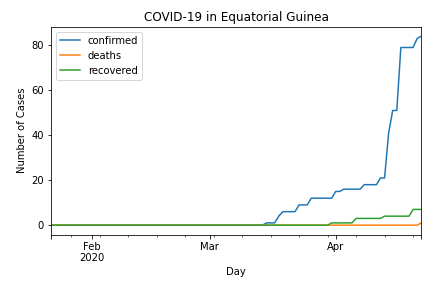 COVID-19 in Equatorial Guinea
confirmed
deaths
recovered
80
60
40
20
0
Number of Cases
Feb
2020
Mar
Apr
Day